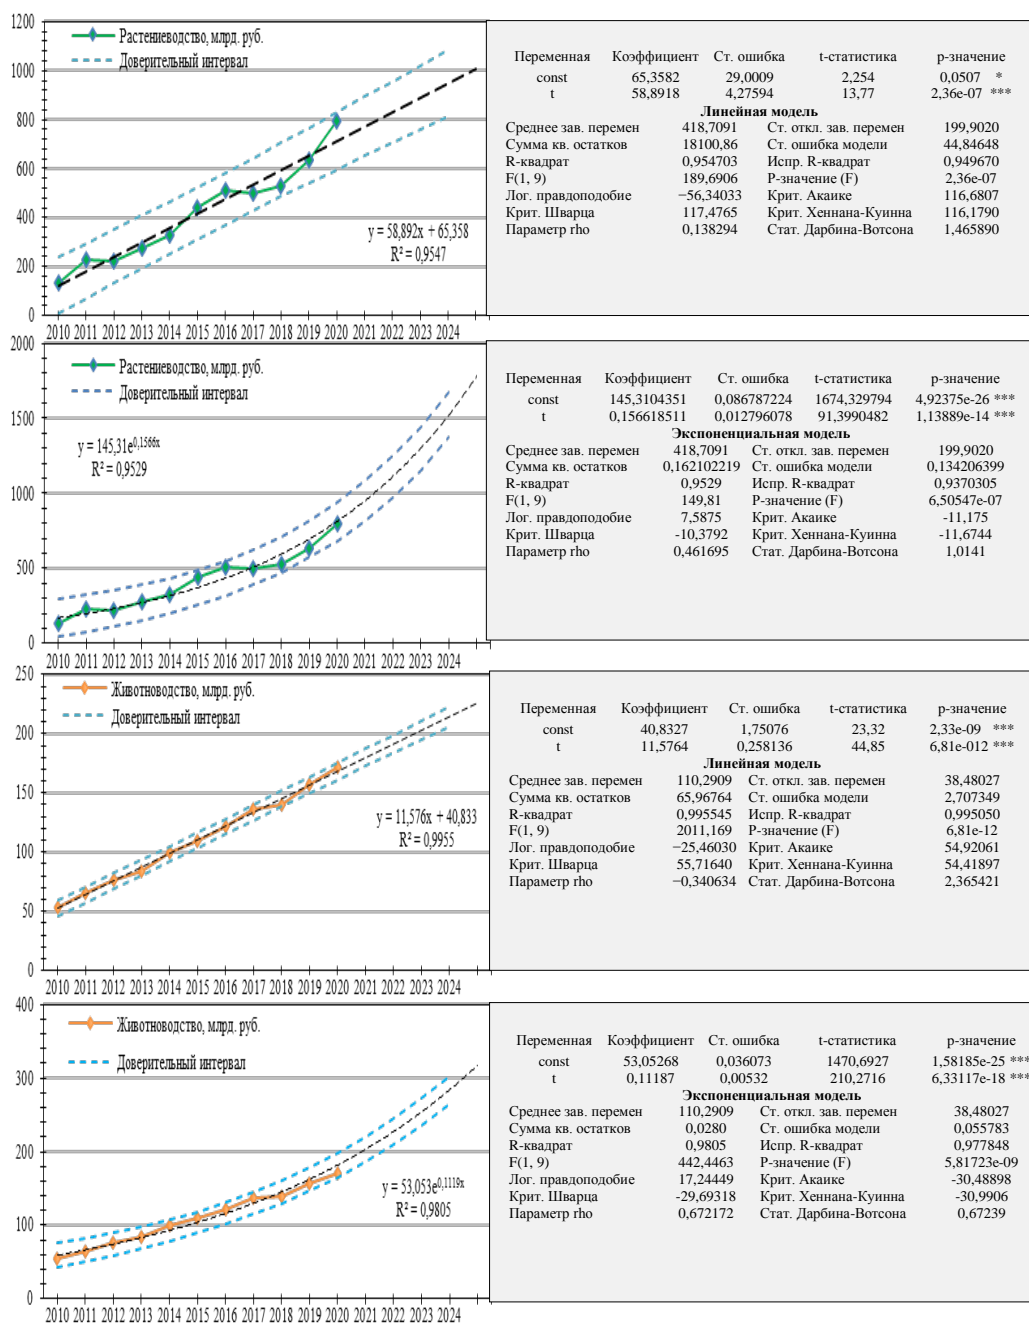 1200
1000
800
600
400
200
0
Растениеводство, млрд. руб.
Доверительный интервал
y = 58,892x + 65,358
R² = 0,9547
2010 2011 2012 2013 2014 2015 2016 2017 2018 2019 2020 2021 2022 2023 2024
Переменная Коэффициент Ст. ошибка t-статистика p-значение
const 65,3582 29,0009 2,254 0,0507 *
t 58,8918 4,27594 13,77 2,36e-07 ***
Линейная модель
Среднее зав. перемен 418,7091 Ст. откл. зав. перемен 199,9020
Сумма кв. остатков 18100,86 Ст. ошибка модели 44,84648
R-квадрат 0,954703 Испр. R-квадрат 0,949670
F(1, 9) 189,6906 Р-значение (F) 2,36e-07
Лог. правдоподобие −56,34033 Крит. Акаике 116,6807
Крит. Шварца 117,4765 Крит. Хеннана-Куинна 116,1790
Параметр rho 0,138294 Стат. Дарбина-Вотсона 1,465890
2000
1500
1000
500
0
Растениеводство, млрд. руб.
Доверительный интервал
y = 145,31e^0,1566x
R² = 0,9529
2010 2011 2012 2013 2014 2015 2016 2017 2018 2019 2020 2021 2022 2023 2024
Переменная Коэффициент Ст. ошибка t-статистика p-значение
const 145,3104351 0,086787224 1674,329794 4,92375e-26 ***
t 0,156618511 0,012796078 91,3990482 1,13889e-14 ***
Экспоненциальная модель
Среднее зав. перемен 418,7091 Ст. откл. зав. перемен 199,9020
Сумма кв. остатков 0,162102219 Ст. ошибка модели 0,134206399
R-квадрат 0,9529 Испр. R-квадрат 0,9370305
F(1, 9) 149,81 Р-значение (F) 6,50547e-07
Лог. правдоподобие 7,5875 Крит. Акаике -11,175
Крит. Шварца -10,3792 Крит. Хеннана-Куинна -11,6744
Параметр rho 0,461695 Стат. Дарбина-Вотсона 1,0141
250
200
150
100
50
0
Животноводство, млрд. руб.
Доверительный интервал
y = 11,576x + 40,833
R² = 0,9955
2010 2011 2012 2013 2014 2015 2016 2017 2018 2019 2020 2021 2022 2023 2024
Переменная Коэффициент Ст. ошибка t-статистика p-значение
const 40,8327 1,75076 23,32 2,33e-09 ***
t 11,5764 0,258136 44,85 6,81e-012 ***
Линейная модель
Среднее зав. перемен 110,2909 Ст. откл. зав. перемен 38,48027
Сумма кв. остатков 65,96764 Ст. ошибка модели 2,707349
R-квадрат 0,995545 Испр. R-квадрат 0,995050
F(1, 9) 2011,169 Р-значение (F) 6,81e-12
Лог. правдоподобие −25,46030 Крит. Акаике 54,92061
Крит. Шварца 55,71640 Крит. Хеннана-Куинна 54,41897
Параметр rho −0,340634 Стат. Дарбина-Вотсона 2,365421
400
300
200
100
0
Животноводство, млрд. руб.
Доверительный интервал
y = 53,053e^0,1119x
R² = 0,9805
2010 2011 2012 2013 2014 2015 2016 2017 2018 2019 2020 2021 2022 2023 2024
Переменная Коэффициент Ст. ошибка t-статистика p-значение
const 53,05268 0,036073 1470,6927 1,58185e-25 ***
t 0,11187 0,00532 210,2716 6,33117e-18 ***
Экспоненциальная модель
Среднее зав. перемен 110,2909 Ст. откл. зав. перемен 38,48027
Сумма кв. остатков 0,0280 Ст. ошибка модели 0,055783
R-квадрат 0,9805 Испр. R-квадрат 0,977848
F(1, 9) 442,4463 Р-значение (F) 5,81723e-09
Лог. правдоподобие 17,24449 Крит. Акаике -30,48898
Крит. Шварца -29,69318 Крит. Хеннана-Куинна -30,9906
Параметр rho 0,672172 Стат. Дарбина-Вотсона 0,67239